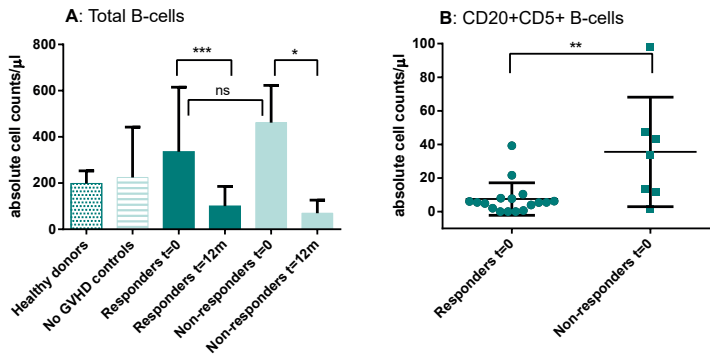 A: Total B-cells
absolute cell counts/µl
800
600
400
200
0
***
*
ns
Healthy donors
No GVHD controls
Responders t=0
Responders t=12m
Non-responders t=0
Non-responders t=12m
B: CD20+CD5+ B-cells
absolute cell counts/µl
100
80
60
40
20
0
**
Responders t=0
Non-responders t=0